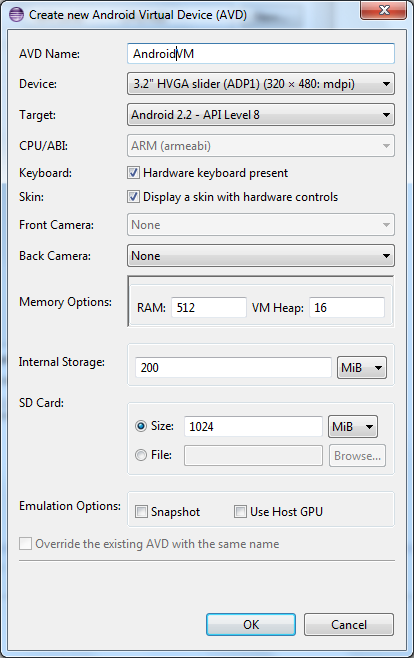 Create new Android Virtual Device (AVD)
AVD Name: AndroidVM
Device: 3.2" HVGA slider (ADP1) (320 × 480: mdpi)
Target: Android 2.2 - API Level 8
CPU/ABI: ARM (armeabi)
Keyboard: Hardware keyboard present
Skin: Display a skin with hardware controls
Front Camera: None
Back Camera: None
Memory Options: RAM: 512 VM Heap: 16
Internal Storage: 200 MiB
SD Card:
Size: 1024 MiB
File: Browse...
Emulation Options: Snapshot Use Host GPU
Override the existing AVD with the same name
OK Cancel